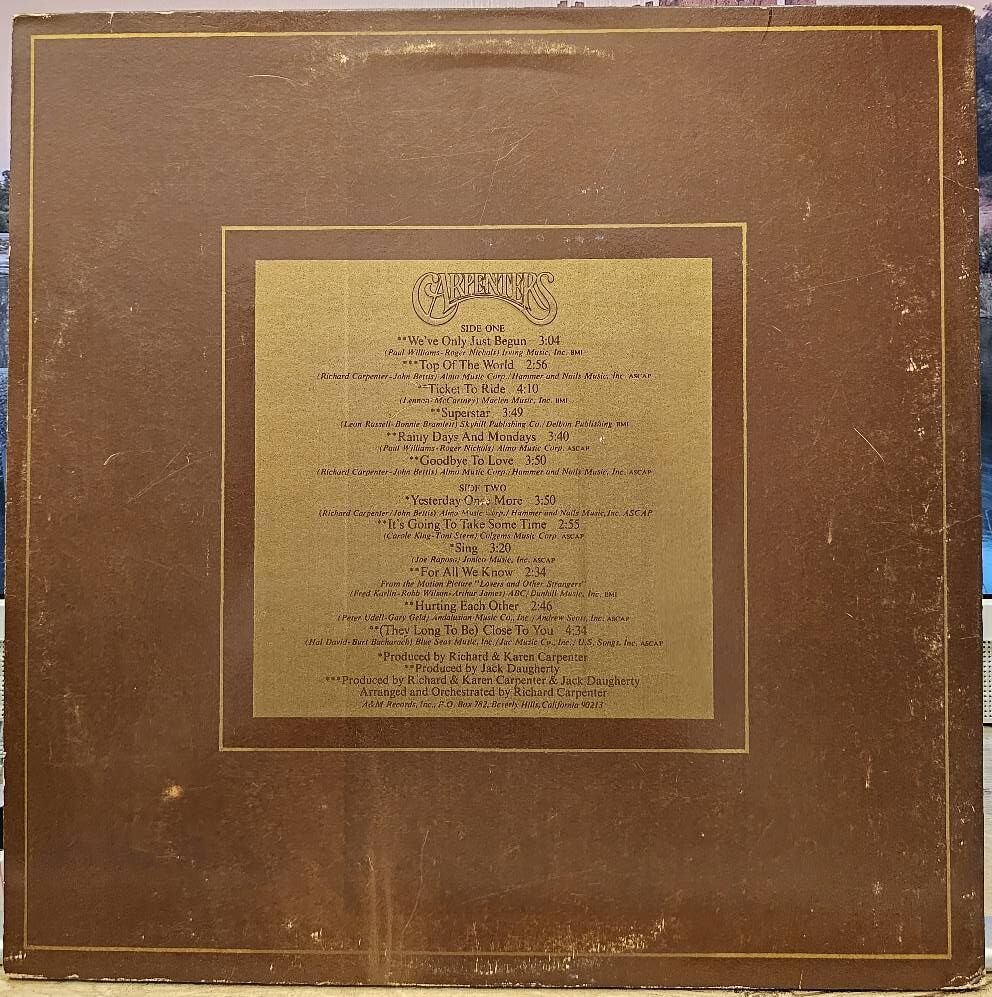 CARPENTERS
SIDE ONE
**We've Only Just Begun 3:04
(Paul Williams-Roger Nichols) Irving Music, Inc. BMI
***Top Of The World 2:56
(Richard Carpenter-John Bettis) Almo Music Corp./Hammer and Nails Music, Inc. ASCAP
**Ticket To Ride 4:10
(Lennon-McCartney) Maclen Music, Inc. BMI
**Superstar 3:49
(Leon Russell-Bonnie Bramlett) Skyhill Publishing Co./Delbon Publishing BMI
**Rainy Days And Mondays 3:40
(Paul Williams-Roger Nichols) Almo Music Corp. ASCAP
**Goodbye To Love 3:50
(Richard Carpenter-John Bettis) Almo Music Corp./Hammer and Nails Music, Inc. ASCAP
SIDE TWO
*Yesterday Once More 3:50
(Richard Carpenter/John Bettis) Almo Music Corp./Hammer and Nails Music, Inc. ASCAP
**It's Going To Take Some Time 2:55
(Carole King-Toni Stern) Colgems Music Corp. ASCAP
*Sing 3:20
(Joe Raposo) Jonico Music, Inc. ASCAP
**For All We Know 2:34
From the Motion Picture "Lovers and Other Strangers"
(Fred Karlin-Robb Wilson-Arthur James) ABC/Dunhill Music, Inc. BMI
**Hurting Each Other 2:46
(Peter Udell-Gary Geld) Andalusian Music Co., Inc./Andrew Scott, Inc. ASCAP
**(They Long To Be) Close To You 4:34
(Hal David-Burt Bacharach) Blue Seas Music, Inc./Jac Music Co., Inc./U.S. Songs, Inc. ASCAP
*Produced by Richard & Karen Carpenter
**Produced by Jack Daugherty
***Produced by Richard & Karen Carpenter & Jack Daugherty
Arranged and Orchestrated by Richard Carpenter
A&M Records, Inc., P.O. Box 782, Beverly Hills, California 90213